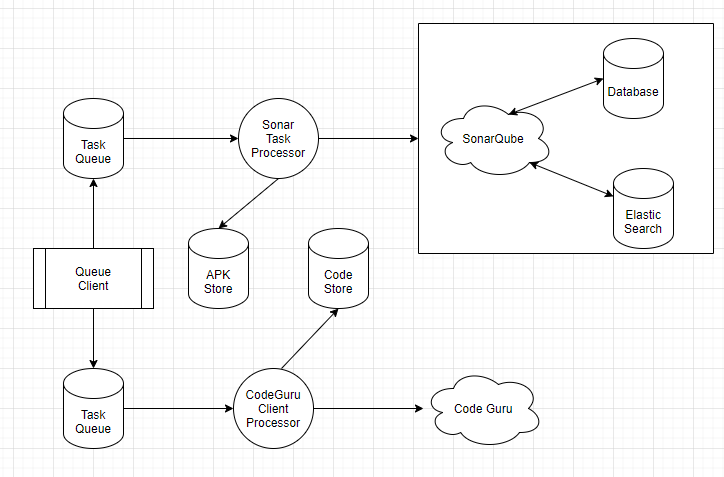 Database
Sonar
Task
Processor
SonarQube
Task
Queue
Elastic
Search
Queue
Client
APK
Store
Code
Store
CodeGuru
Client
Processor
Code Guru
Task
Queue